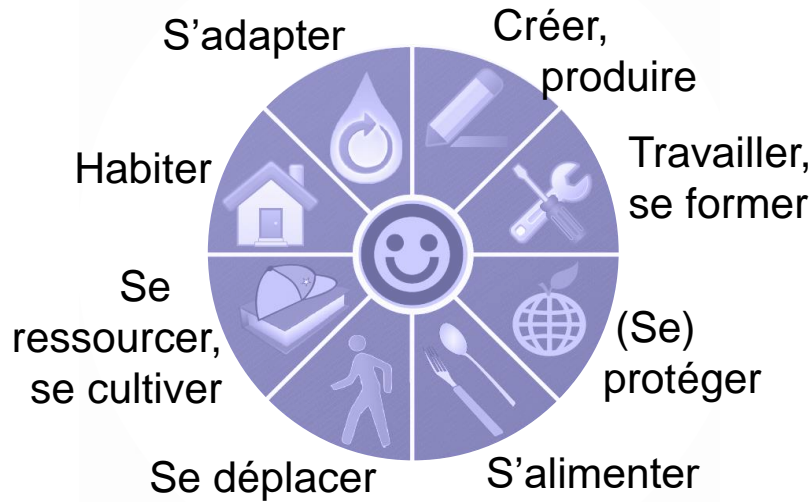 S’adapter
Créer,
produire
Travailler,
se former
(Se)
protéger
S’alimenter
Se déplacer
Se
ressourcer,
se cultiver
Habiter